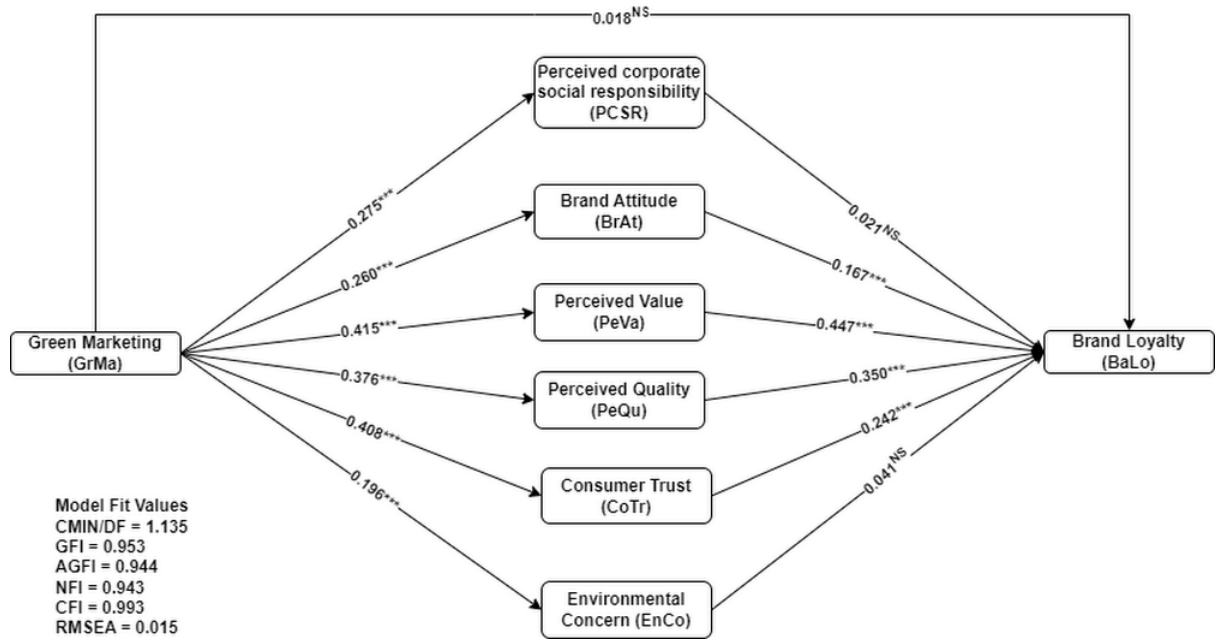 0.018NS
Perceived corporate
social responsibility
(PCSR)
0.275***
0.021NS
Brand Attitude
(BrAt)
0.260***
0.167***
Perceived Value
(PeVa)
0.415***
0.447***
Green Marketing
(GrMa)
Brand Loyalty
(BaLo)
0.376***
0.350***
Perceived Quality
(PeQu)
0.408***
0.242***
Consumer Trust
(CoTr)
0.196***
0.041NS
Environmental
Concern (EnCo)
Model Fit Values
CMIN/DF = 1.135
GFI = 0.953
AGFI = 0.944
NFI = 0.943
CFI = 0.993
RMSEA = 0.015